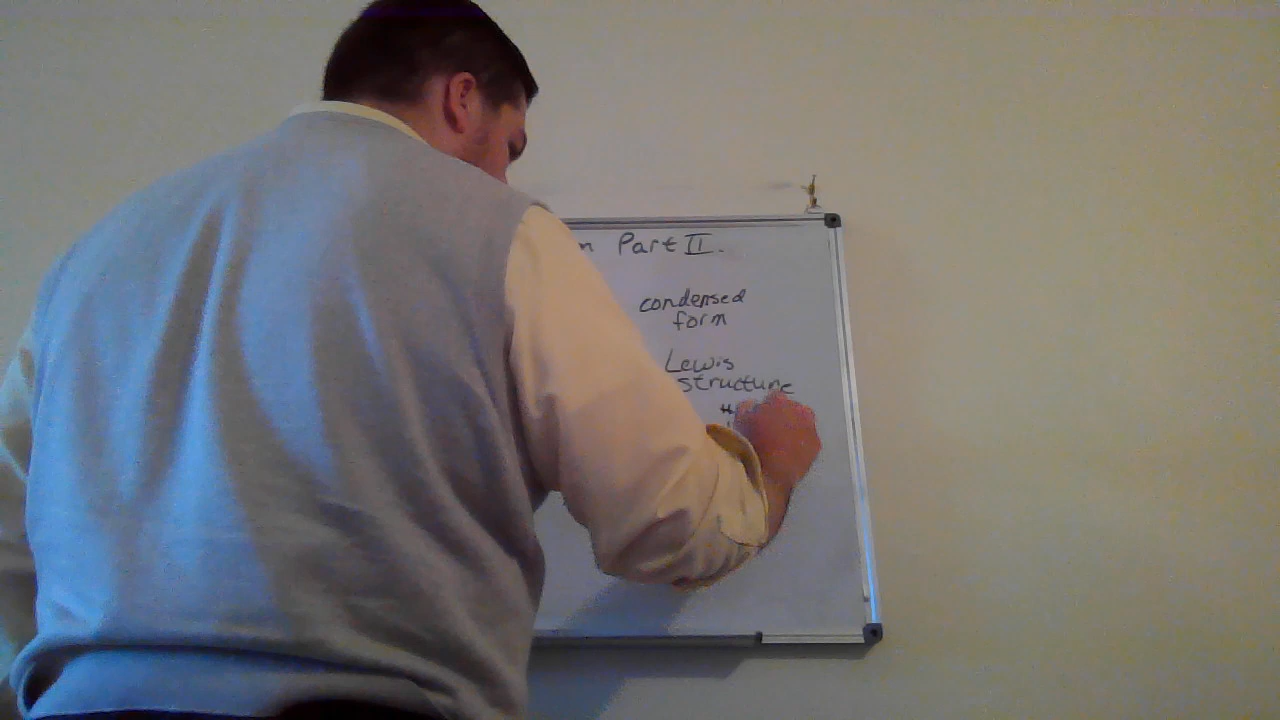 Part II.
condensed
form
Lewis
structure